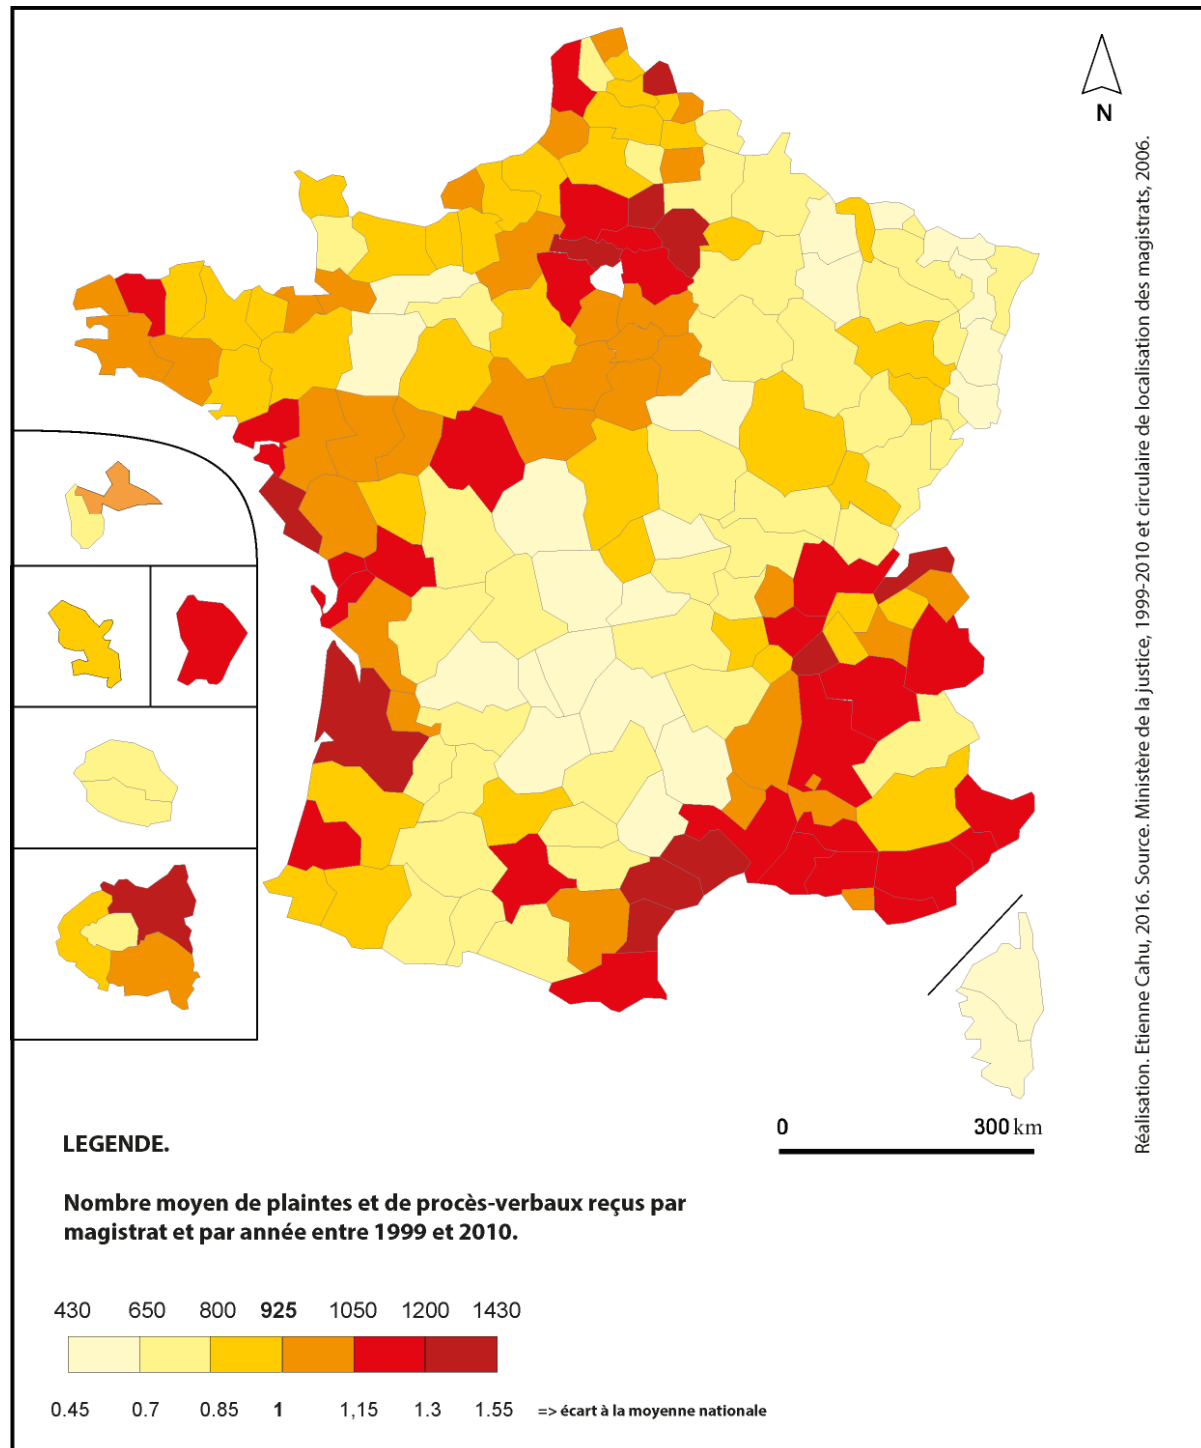 N
Réalisation. Etienne Cahu, 2016. Source. Ministère de la justice, 1999-2010 et circulaire de localisation des magistrats, 2006.
0 300 km
LEGENDE.
Nombre moyen de plaintes et de procès-verbaux reçus par
magistrat et par année entre 1999 et 2010.
430 650 800 925 1050 1200 1430
0.45 0.7 0.85 1 1,15 1.3 1.55 => écart à la moyenne nationale